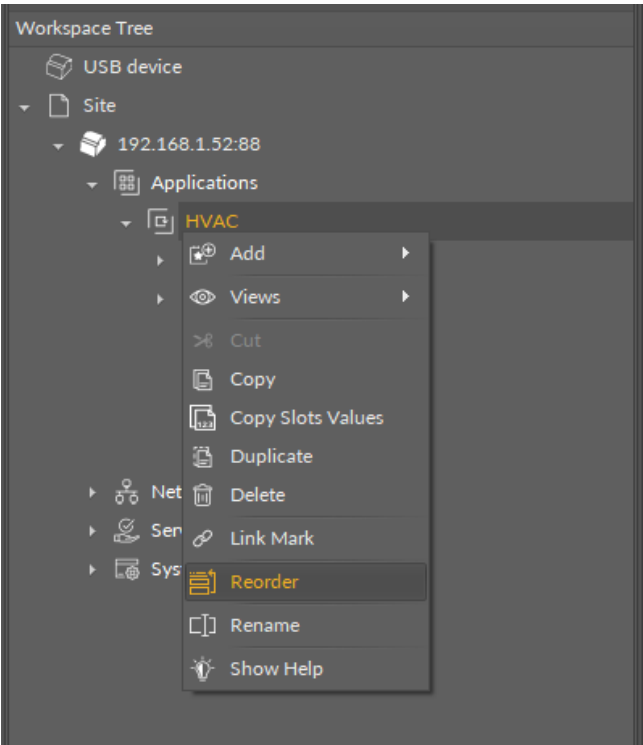 Workspace Tree
USB device
Site
192.168.1.52:88
Applications
HVAC
Add
Views
Cut
Copy
Copy Slots Values
Duplicate
Net
Delete
Ser
Link Mark
Sys
Reorder
Rename
Show Help